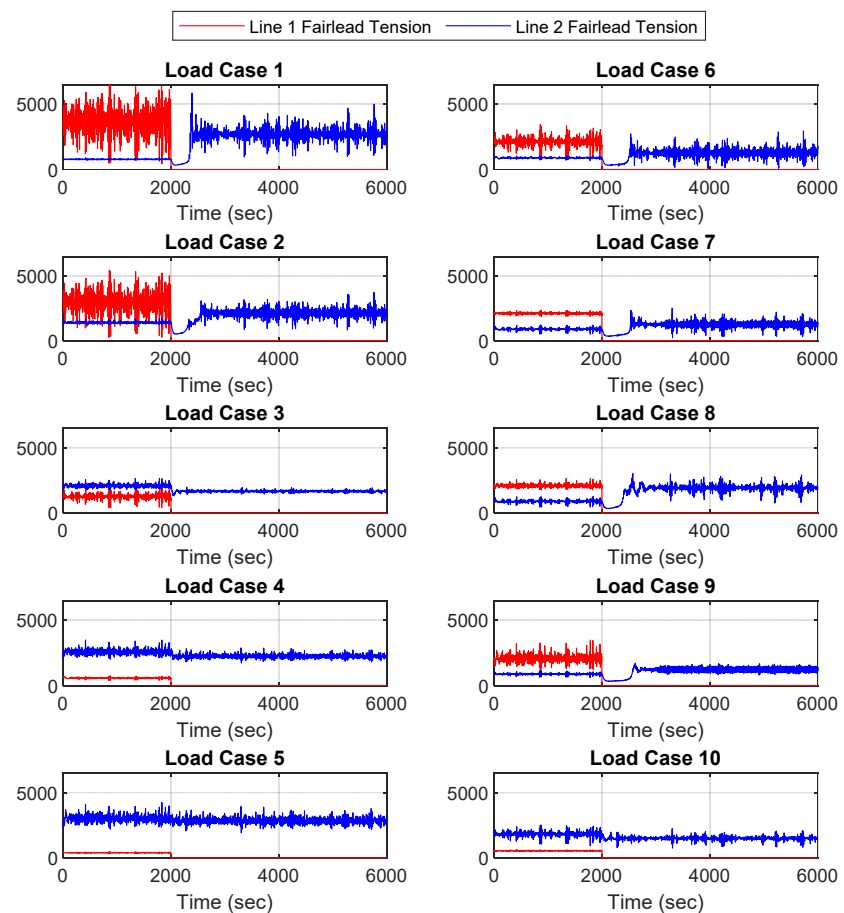 Line 1 Fairlead Tension Line 2 Fairlead Tension
Load Case 1
5000
0
0 2000 4000 6000
Time (sec)
Load Case 6
5000
0
0 2000 4000 6000
Time (sec)
Load Case 2
5000
0
0 2000 4000 6000
Time (sec)
Load Case 7
5000
0
0 2000 4000 6000
Time (sec)
Load Case 3
5000
0
0 2000 4000 6000
Time (sec)
Load Case 8
5000
0
0 2000 4000 6000
Time (sec)
Load Case 4
5000
0
0 2000 4000 6000
Time (sec)
Load Case 9
5000
0
0 2000 4000 6000
Time (sec)
Load Case 5
5000
0
0 2000 4000 6000
Time (sec)
Load Case 10
5000
0
0 2000 4000 6000
Time (sec)